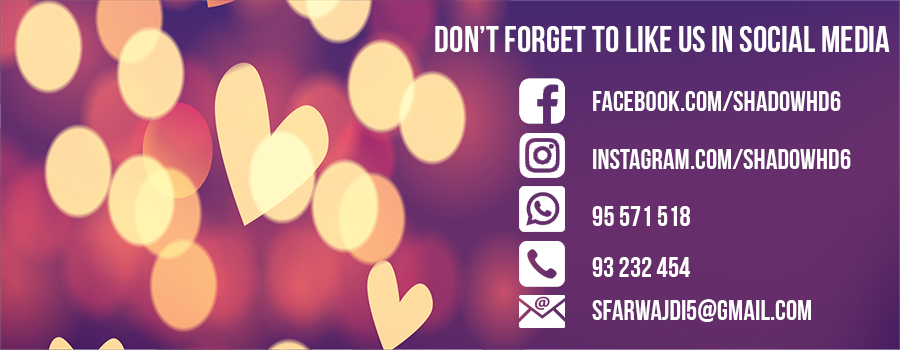 DON'T FORGET TO LIKE US IN SOCIAL MEDIA
FACEBOOK.COM/SHADOWHD6
INSTAGRAM.COM/SHADOWHD6
95 571 518
93 232 454
SFARWAJDI5@GMAIL.COM